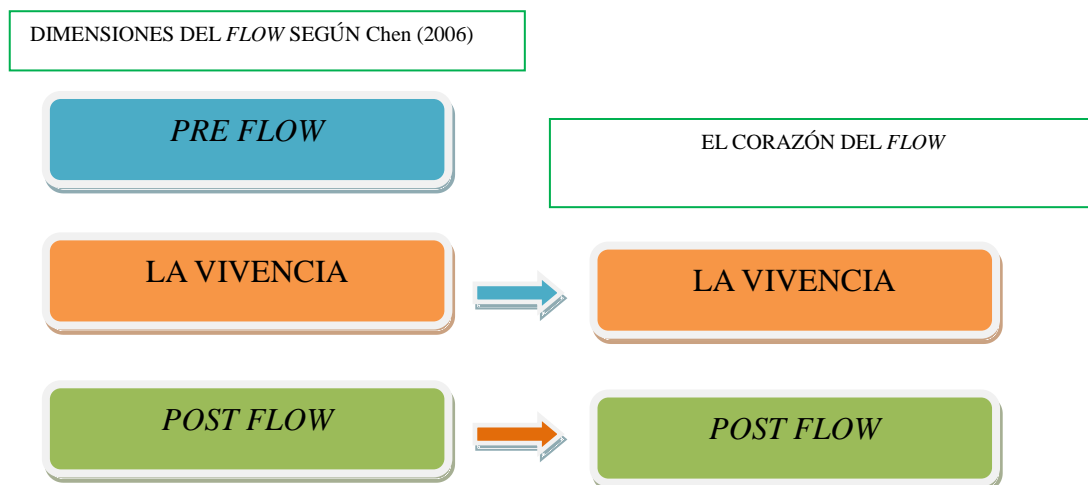 DIMENSIONES DEL FLOW SEGÚN Chen (2006)
PRE FLOW
EL CORAZÓN DEL FLOW
LA VIVENCIA
LA VIVENCIA
POST FLOW
POST FLOW